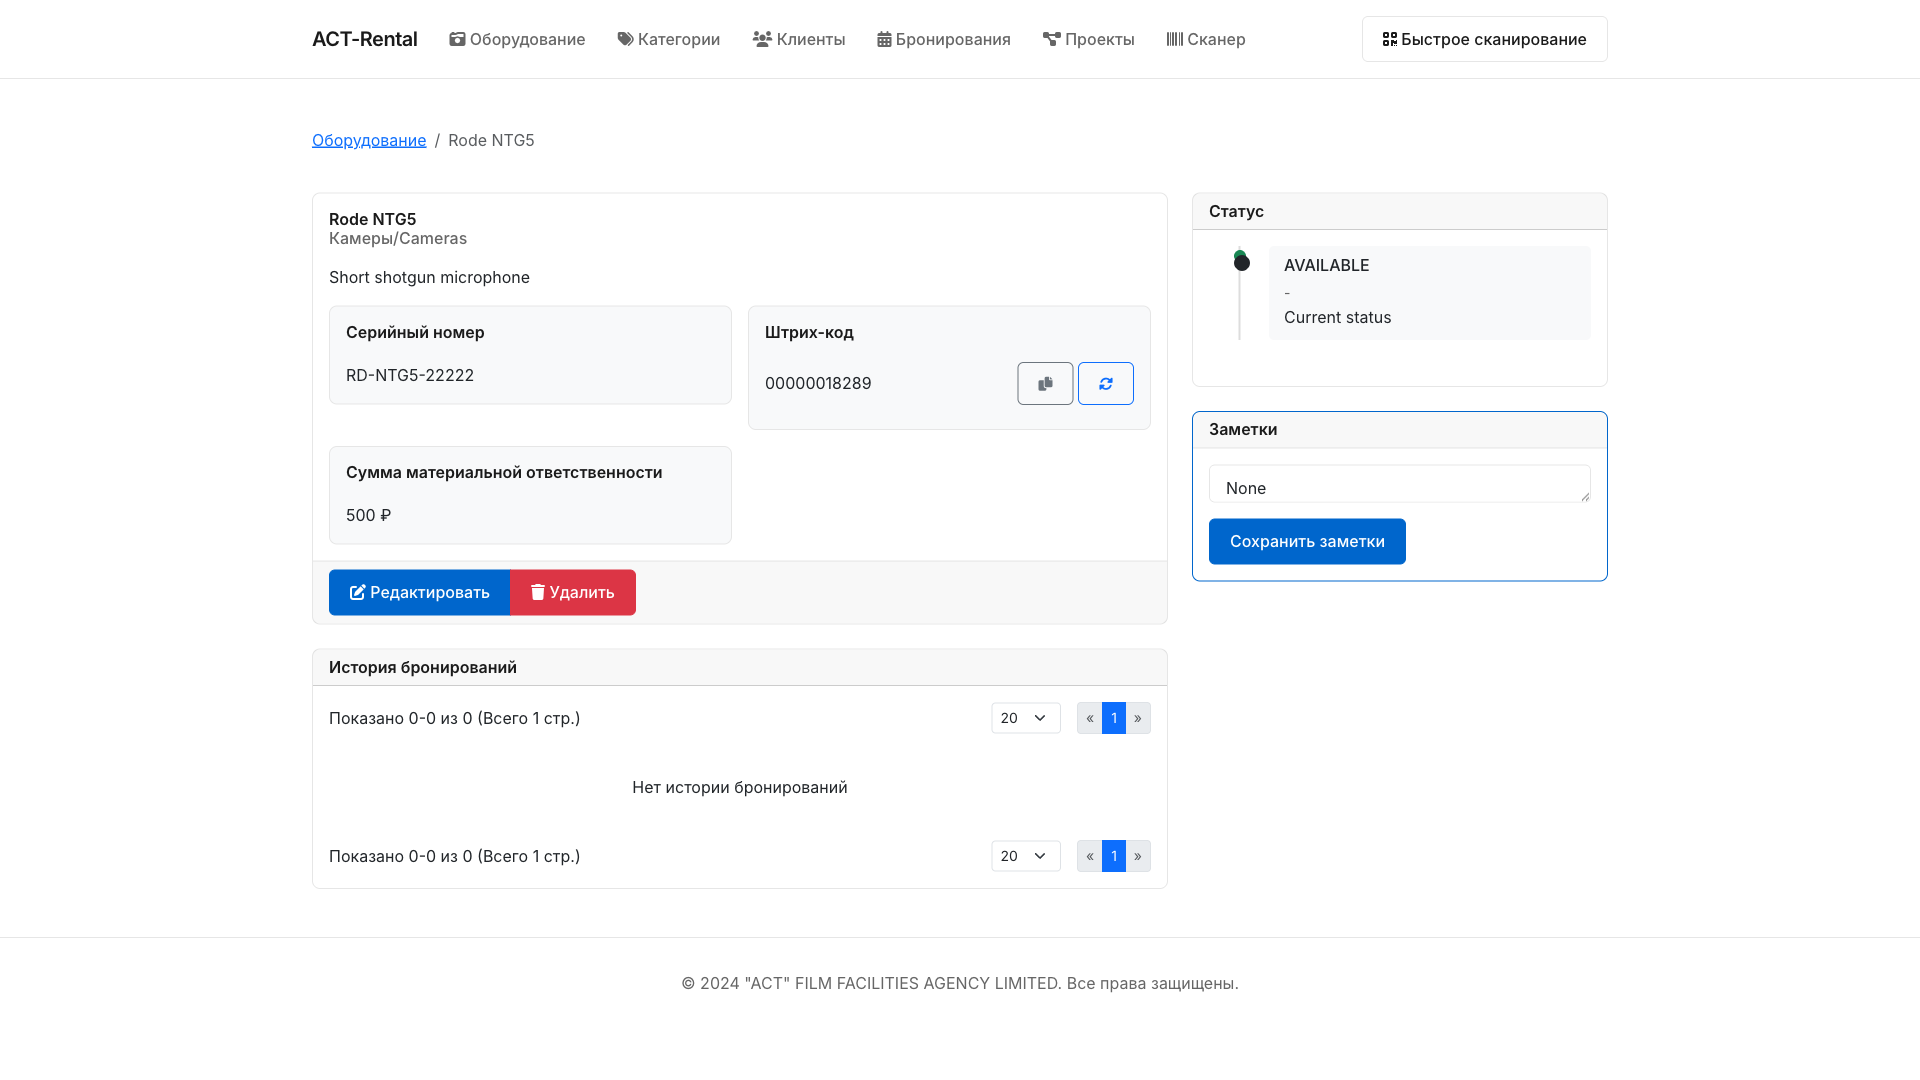 ACT-Rental
Оборудование
Категории
Клиенты
Бронирования
Проекты
Сканер
Быстрое сканирование
Оборудование / Rode NTG5
Rode NTG5
Камеры/Cameras
Short shotgun microphone
Серийный номер
RD-NTG5-22222
Штрих-код
00000018289
Сумма материальной ответственности
500 ₽
Редактировать
Удалить
Статус
AVAILABLE
-
Current status
Заметки
None
Сохранить заметки
История бронирований
Показано 0-0 из 0 (Всего 1 стр.)
20
« 1 »
Нет истории бронирований
Показано 0-0 из 0 (Всего 1 стр.)
20
« 1 »
© 2024 "ACT" FILM FACILITIES AGENCY LIMITED. Все права защищены.